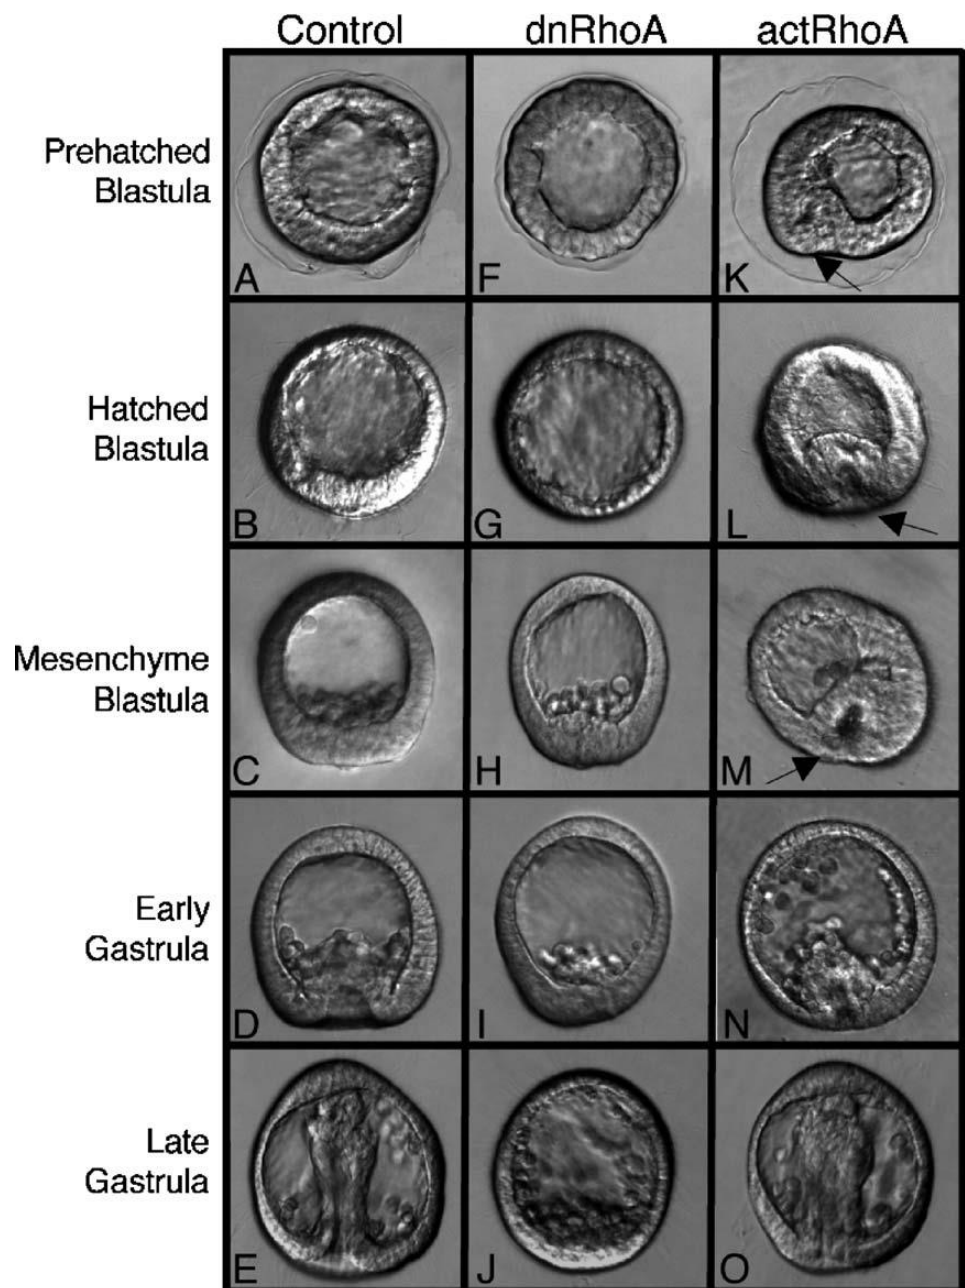 Control dnRhoA actRhoA
Prehatched
Blastula
A F K
Hatched
Blastula
B G L
Mesenchyme
Blastula
C H M
Early
Gastrula
D I N
Late
Gastrula
E J O